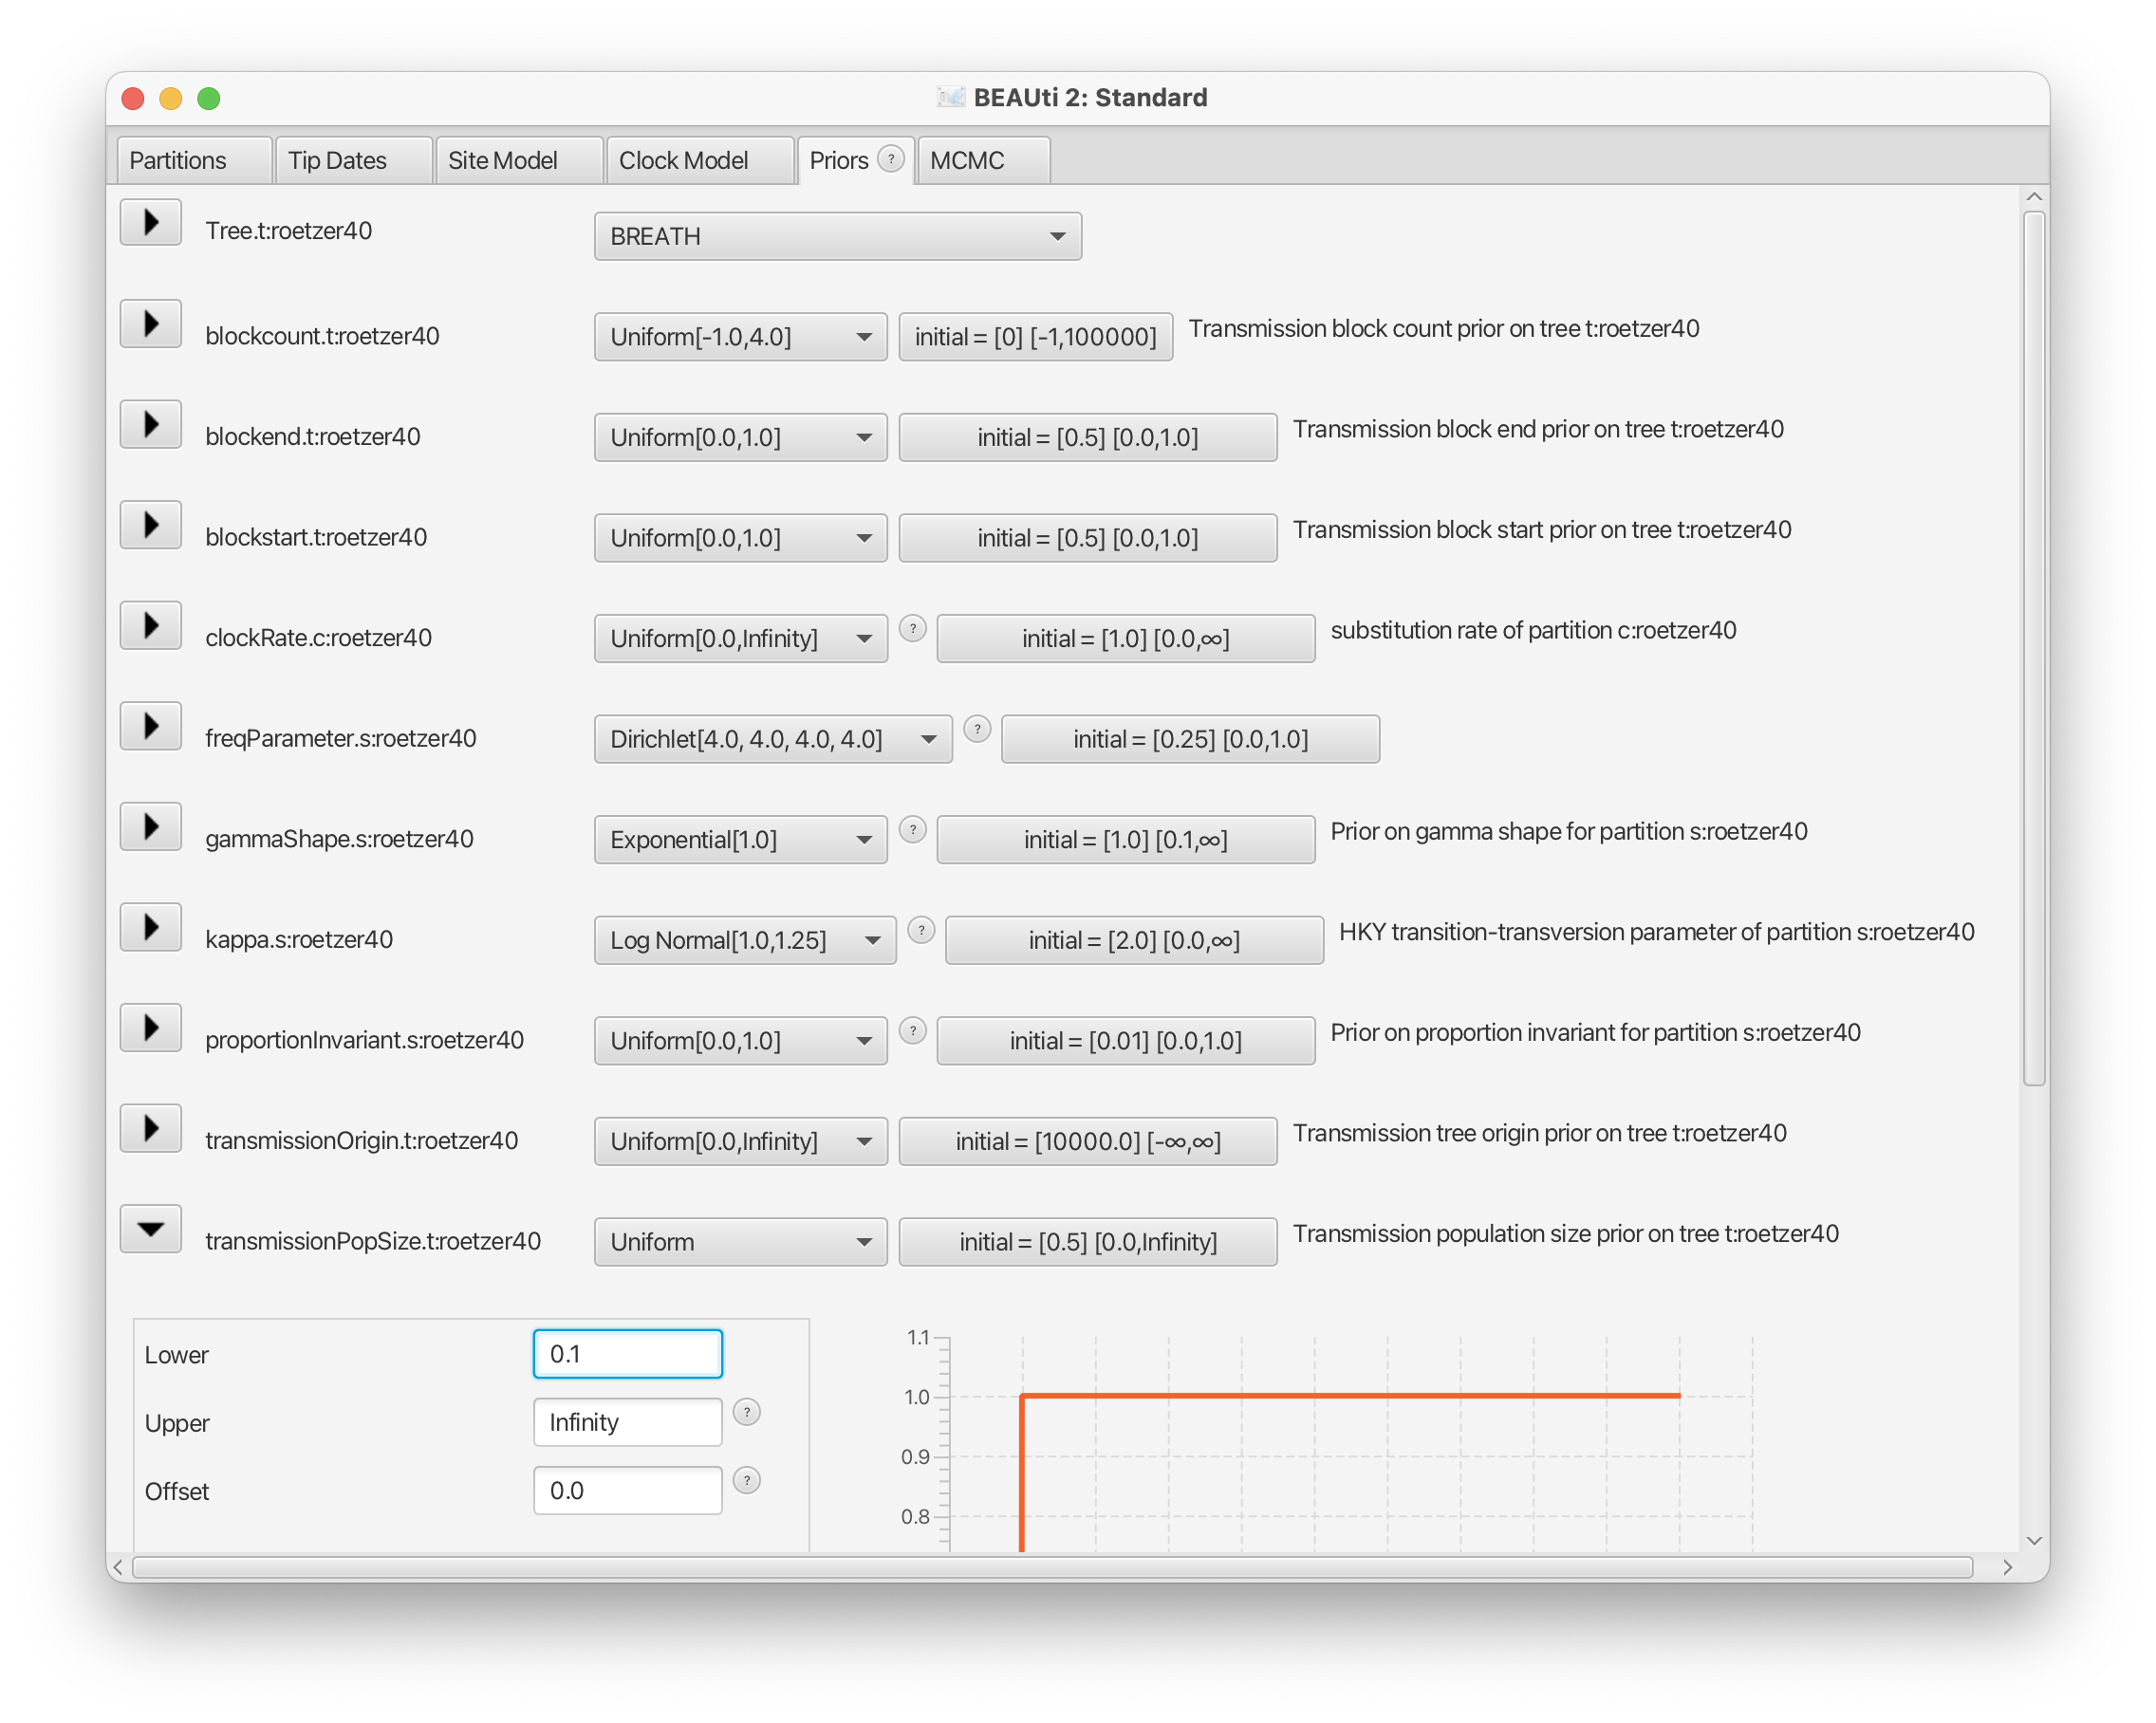 BEAUti 2: Standard
Partitions Tip Dates Site Model Clock Model Priors ? MCMC
Tree.t:roetzer40 BREATH
blockcount.t:roetzer40 Uniform[-1.0,4.0] initial = [0] [-1,100000] Transmission block count prior on tree t:roetzer40
blockend.t:roetzer40 Uniform[0.0,1.0] initial = [0.5] [0.0,1.0] Transmission block end prior on tree t:roetzer40
blockstart.t:roetzer40 Uniform[0.0,1.0] initial = [0.5] [0.0,1.0] Transmission block start prior on tree t:roetzer40
clockRate.c:roetzer40 Uniform[0.0,Infinity] ? initial = [1.0] [0.0,∞] substitution rate of partition c:roetzer40
freqParameter.s:roetzer40 Dirichlet[4.0, 4.0, 4.0, 4.0] ? initial = [0.25] [0.0,1.0]
gammaShape.s:roetzer40 Exponential[1.0] ? initial = [1.0] [0.1,∞] Prior on gamma shape for partition s:roetzer40
kappa.s:roetzer40 Log Normal[1.0,1.25] ? initial = [2.0] [0.0,∞] HKY transition-transversion parameter of partition s:roetzer40
proportionInvariant.s:roetzer40 Uniform[0.0,1.0] ? initial = [0.01] [0.0,1.0] Prior on proportion invariant for partition s:roetzer40
transmissionOrigin.t:roetzer40 Uniform[0.0,Infinity] initial = [10000.0] [-∞,∞] Transmission tree origin prior on tree t:roetzer40
transmissionPopSize.t:roetzer40 Uniform initial = [0.5] [0.0,Infinity] Transmission population size prior on tree t:roetzer40
Lower 0.1
Upper Infinity ?
Offset 0.0 ?
1.1
1.0
0.9
0.8